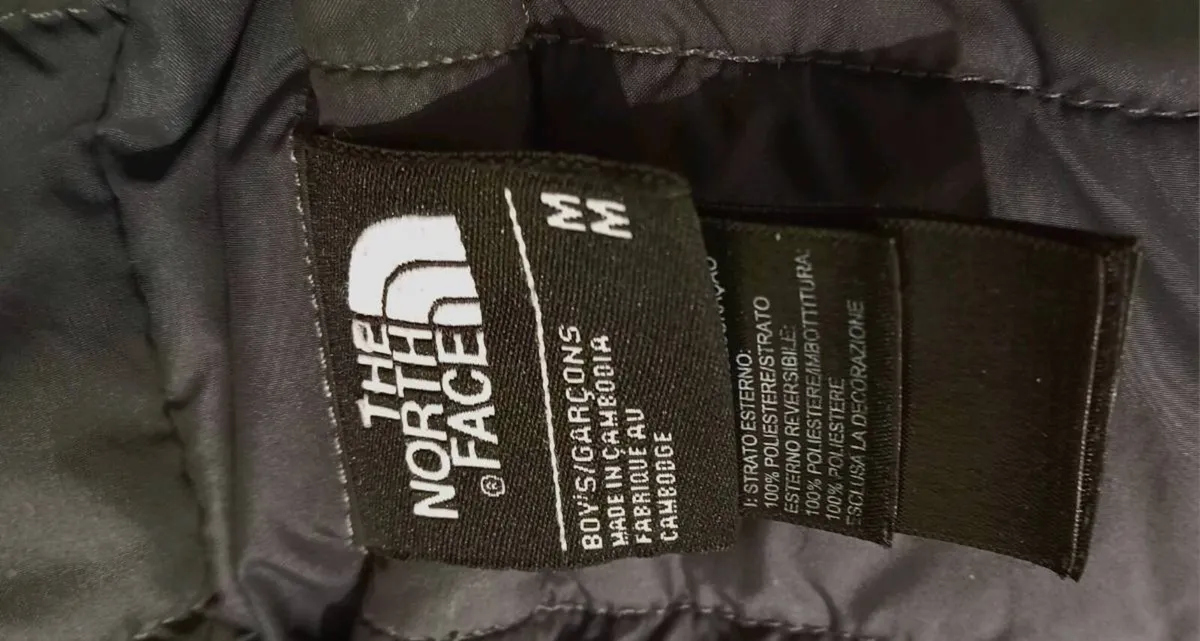 THE
NORTH
FACE
®
M
M
BOY'S/GARÇONS
MADE IN CAMBODIA
FABRIQUE AU
CAMBODGE
I: STRATO ESTERNO:
100% POLIESTERE/STRATO
ESTERNO REVERSIBILE:
100% POLIESTERE/IMBOTTITURA:
100% POLIESTERE
ESCLUSA LA DECORAZIONE